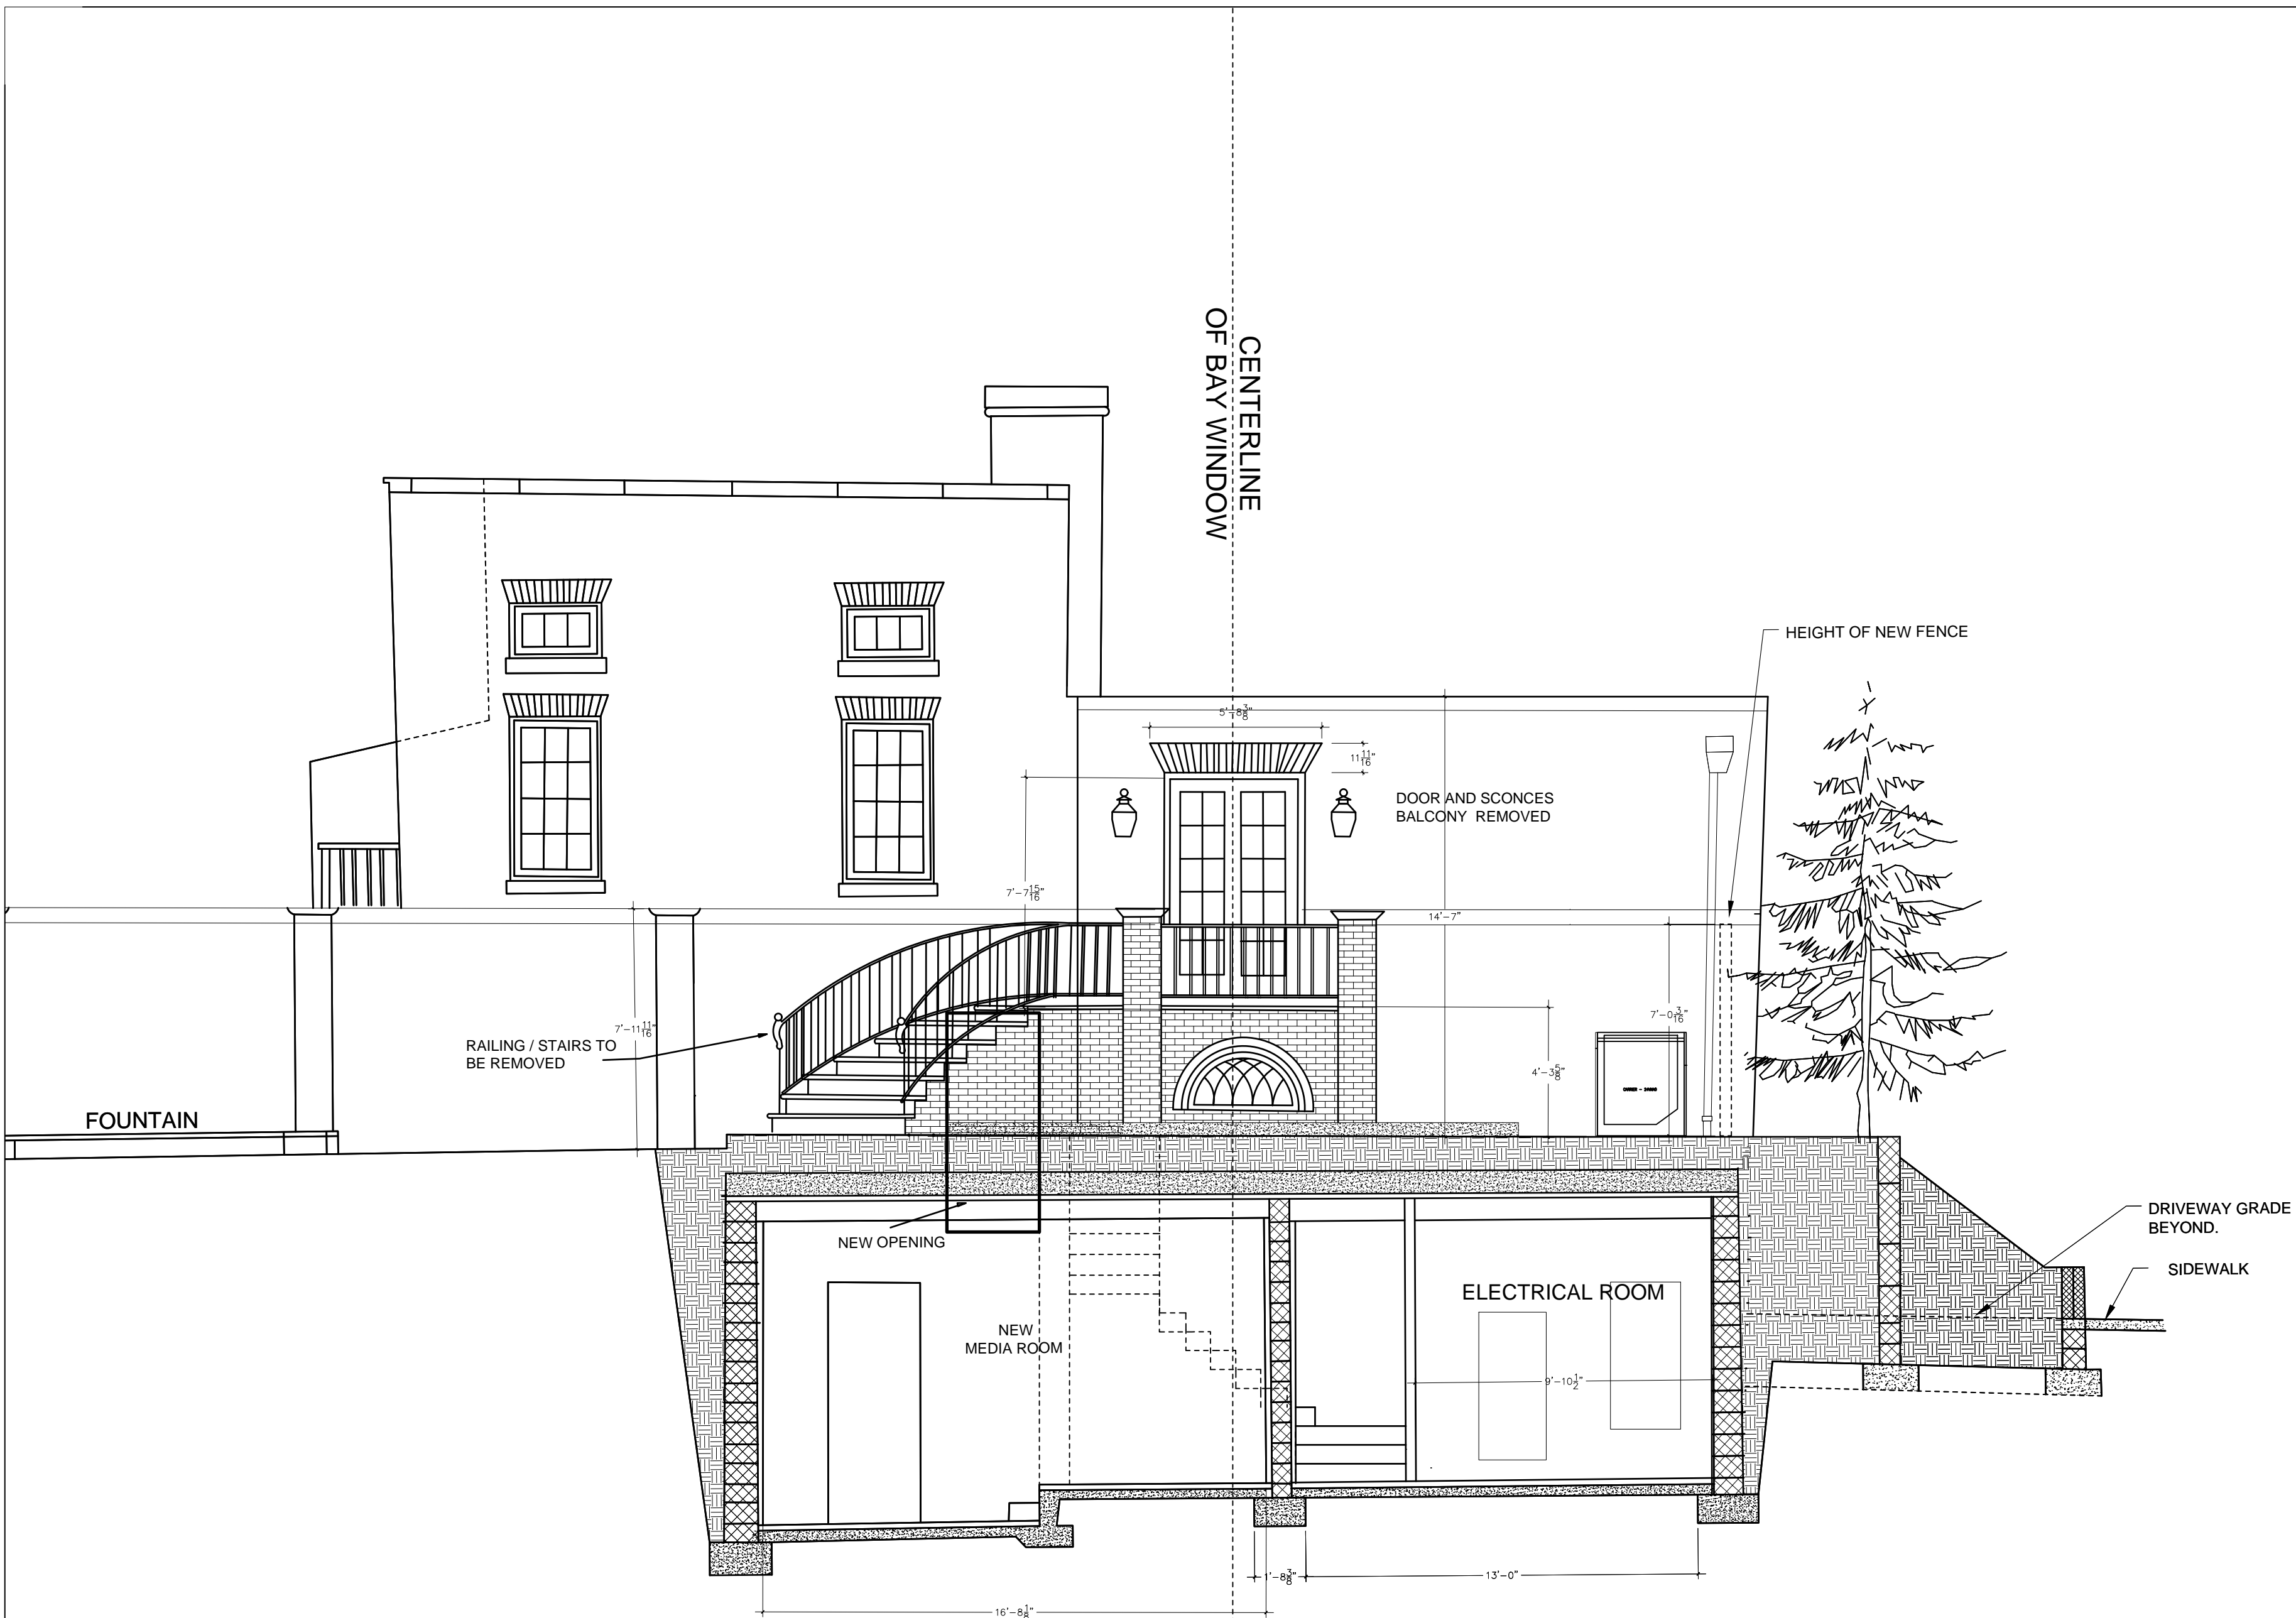 CENTERLINE
OF BAY WINDOW
HEIGHT OF NEW FENCE
5'-8 3/8"
11 11/16"
DOOR AND SCONCES
BALCONY REMOVED
7'-7 15/16"
14'-7"
7'-11 11/16"
7'-0 3/16"
RAILING / STAIRS TO
BE REMOVED
4'-3 5/8"
FOUNTAIN
NEW OPENING
DRIVEWAY GRADE
BEYOND.
SIDEWALK
ELECTRICAL ROOM
NEW
MEDIA ROOM
9'-10 1/2"
1'-8 3/8"
13'-0"
16'-8 1/8"